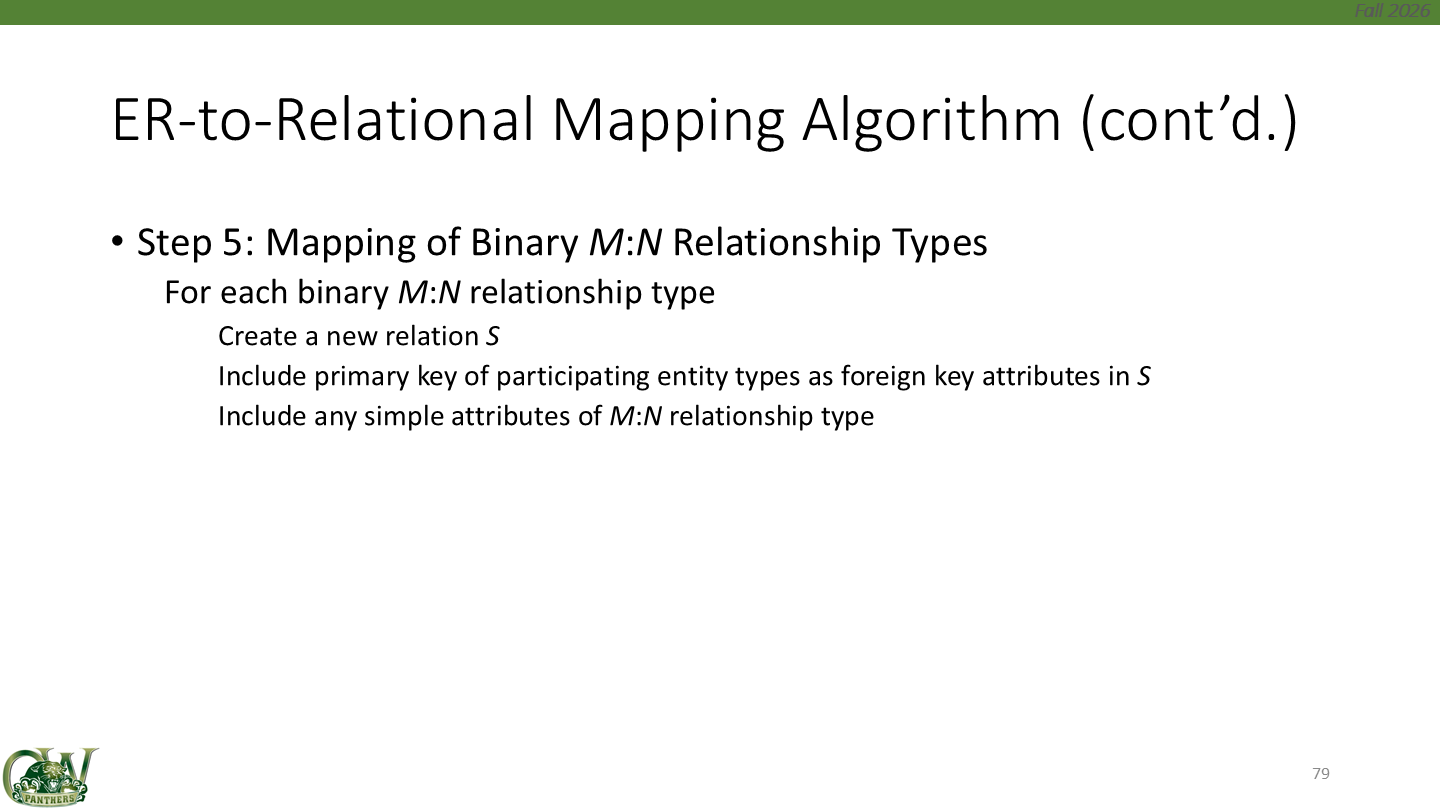 Fall 2026
ER-to-Relational Mapping Algorithm (cont’d.)
• Step 5: Mapping of Binary M:N Relationship Types
For each binary M:N relationship type
Create a new relation S
Include primary key of participating entity types as foreign key attributes in S
Include any simple attributes of M:N relationship type
OW
PANTHERS
79